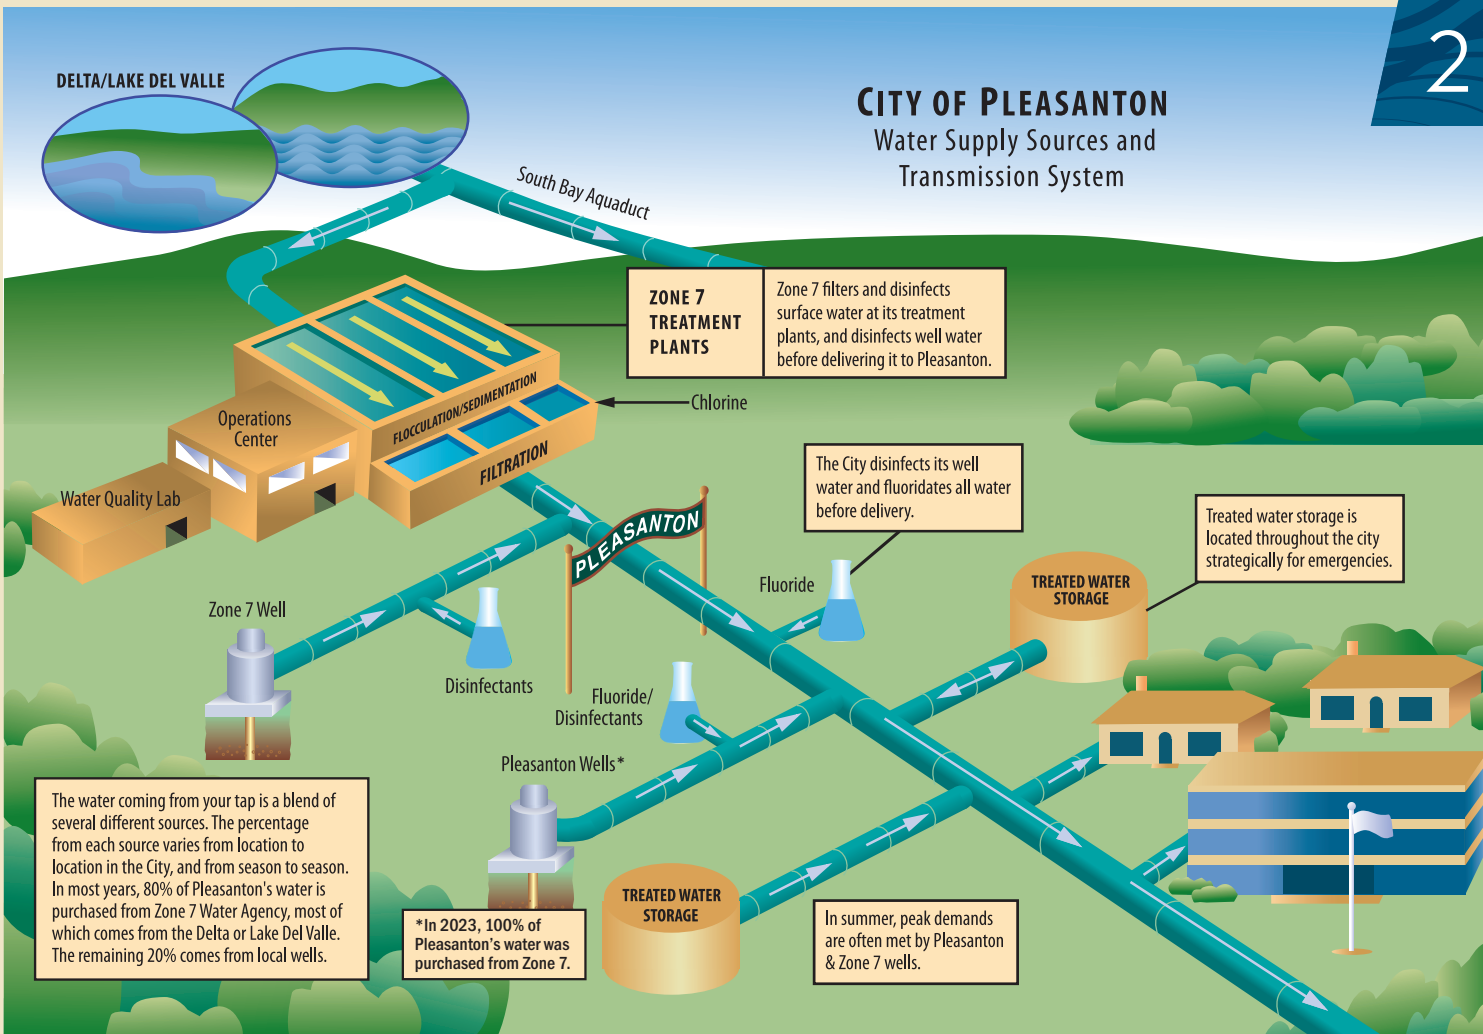 2
DELTA/LAKE DEL VALLE
CITY OF PLEASANTON
Water Supply Sources and
Transmission System
South Bay Aquaduct
ZONE 7
TREATMENT
PLANTS
Zone 7 filters and disinfects
surface water at its treatment
plants, and disinfects well water
before delivering it to Pleasanton.
Chlorine
FLOCCULATION/SEDIMENTATION
FILTRATION
Operations
Center
Water Quality Lab
The City disinfects its well
water and fluoridates all water
before delivery.
Treated water storage is
located throughout the city
strategically for emergencies.
PLEASANTON
TREATED WATER
STORAGE
Fluoride
Zone 7 Well
Disinfectants
Fluoride/
Disinfectants
Pleasanton Wells*
The water coming from your tap is a blend of
several different sources. The percentage
from each source varies from location to
location in the City, and from season to season.
In most years, 80% of Pleasanton's water is
purchased from Zone 7 Water Agency, most of
which comes from the Delta or Lake Del Valle.
The remaining 20% comes from local wells.
*In 2023, 100% of
Pleasanton's water was
purchased from Zone 7.
TREATED WATER
STORAGE
In summer, peak demands
are often met by Pleasanton
& Zone 7 wells.